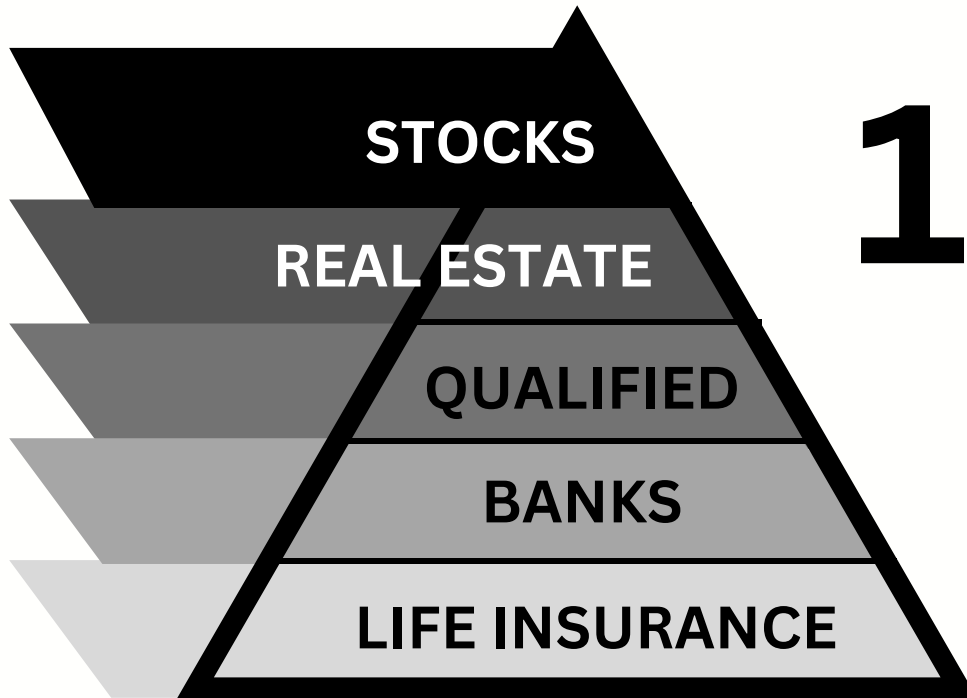 STOCKS
1
REAL ESTATE
QUALIFIED
BANKS
LIFE INSURANCE